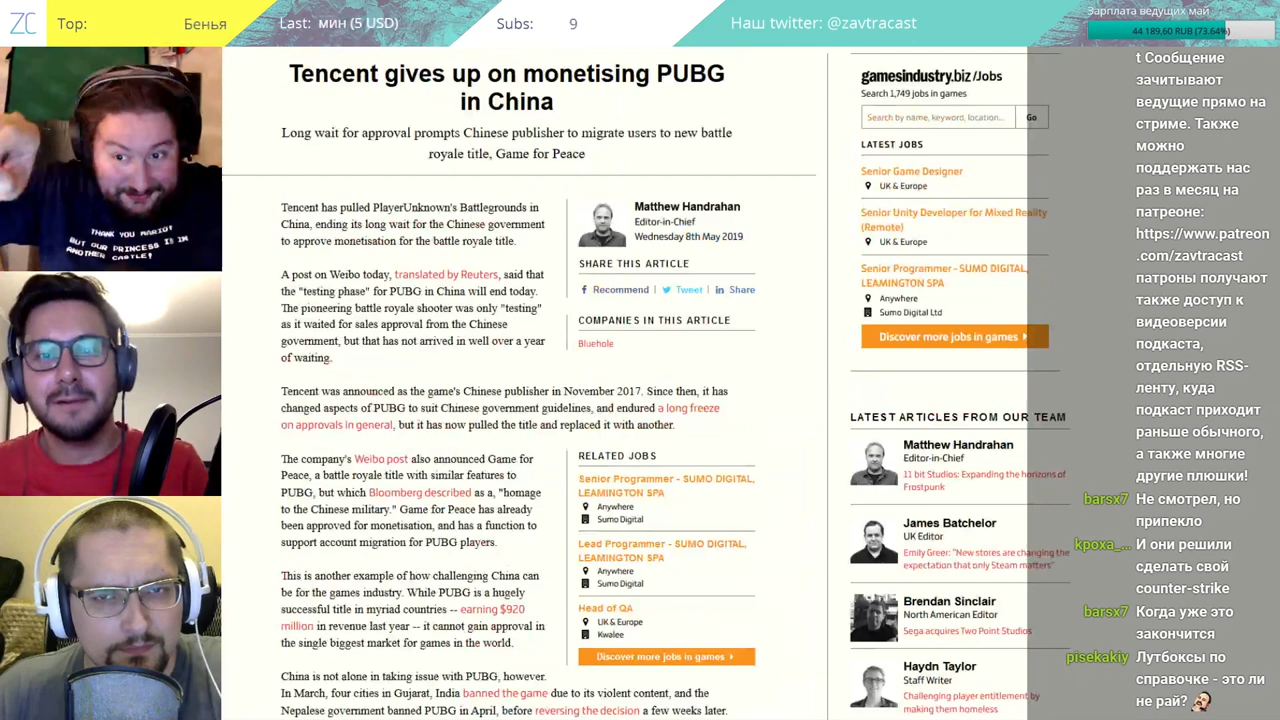 ZC
Top: Бенья
Last: мин (5 USD)
Subs: 9
Наш twitter: @zavtracast
Зарплата ведущих май
44 189,60 RUB (73.64%)
THANK YOU MARIO!
BUT OUR PRINCESS IS IN
ANOTHER CASTLE!
Tencent gives up on monetising PUBG
in China
Long wait for approval prompts Chinese publisher to migrate users to new battle
royale title, Game for Peace
Tencent has pulled PlayerUnknown's Battlegrounds in
China, ending its long wait for the Chinese government
to approve monetisation for the battle royale title.
A post on Weibo today, translated by Reuters, said that
the "testing phase" for PUBG in China will end today.
The pioneering battle royale shooter was only "testing"
as it waited for sales approval from the Chinese
government, but that has not arrived in well over a year
of waiting.
Matthew Handrahan
Editor-in-Chief
Wednesday 8th May 2019
SHARE THIS ARTICLE
Recommend | Tweet | Share
COMPANIES IN THIS ARTICLE
Bluehole
Tencent was announced as the game's Chinese publisher in November 2017. Since then, it has
changed aspects of PUBG to suit Chinese government guidelines, and endured a long freeze
on approvals in general, but it has now pulled the title and replaced it with another.
The company's Weibo post also announced Game for
Peace, a battle royale title with similar features to
PUBG, but which Bloomberg described as a, "homage
to the Chinese military." Game for Peace has already
been approved for monetisation, and has a function to
support account migration for PUBG players.
This is another example of how challenging China can
be for the games industry. While PUBG is a hugely
successful title in myriad countries -- earning $920
million in revenue last year -- it cannot gain approval in
the single biggest market for games in the world.
RELATED JOBS
Senior Programmer - SUMO DIGITAL,
LEAMINGTON SPA
Anywhere
Sumo Digital
Lead Programmer - SUMO DIGITAL,
LEAMINGTON SPA
Anywhere
Sumo Digital
Head of QA
UK & Europe
Kwalee
Discover more jobs in games
China is not alone in taking issue with PUBG, however.
In March, four cities in Gujarat, India banned the game due to its violent content, and the
Nepalese government banned PUBG in April, before reversing the decision a few weeks later.
gamesindustry.biz /Jobs
Search 1,749 jobs in games
Search by name, keyword, location... Go
LATEST JOBS
Senior Game Designer
UK & Europe
Senior Unity Developer for Mixed Reality
(Remote)
UK & Europe
Senior Programmer - SUMO DIGITAL,
LEAMINGTON SPA
Anywhere
Sumo Digital Ltd
Discover more jobs in games
LATEST ARTICLES FROM OUR TEAM
Matthew Handrahan
Editor-in-Chief
11 bit Studios: Expanding the horizons of
Frostpunk
James Batchelor
UK Editor
Emily Greer: "New stores are changing the
expectation that only Steam matters"
Brendan Sinclair
North American Editor
Sega acquires Two Point Studios
Haydn Taylor
Staff Writer
Challenging player entitlement by
making them homeless
t Сообщение
зачитывают
ведущие прямо на
стриме. Также
можно
поддержать нас
раз в месяц на
патреоне:
https://www.patreon
.com/zavtracast
патроны получают
также доступ к
видеоверсии
подкаста,
отдельную RSS-
ленту, куда
подкаст приходит
раньше обычного,
а также многие
другие плюшки!
barsx7 Не смотрел, но
припекло
kpoxa_... И они решили
сделать свой
counter-strike
barsx7 Когда уже это
закончится
pisekakiy Лутбоксы по
справочке - это ли
не рай?